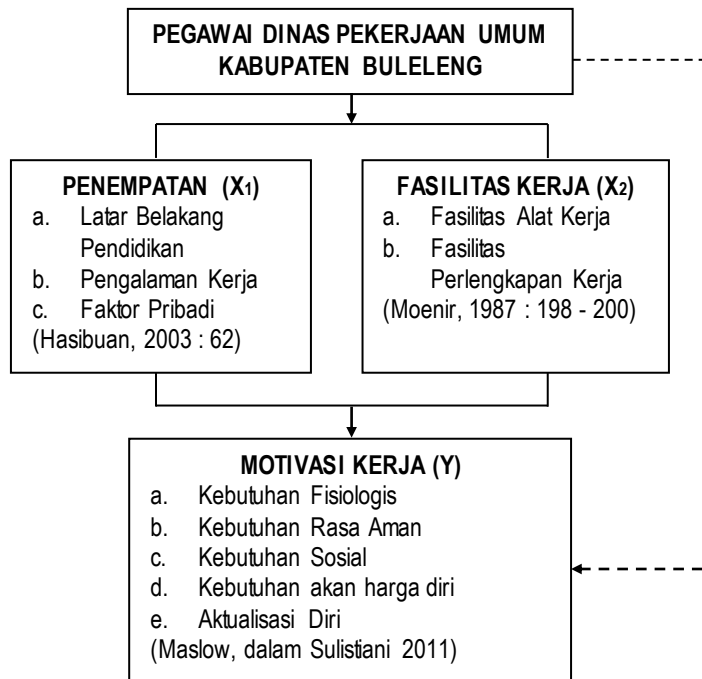 PEGAWAI DINAS PEKERJAAN UMUM
KABUPATEN BULELENG
PENEMPATAN (X1)
a. Latar Belakang
Pendidikan
b. Pengalaman Kerja
c. Faktor Pribadi
(Hasibuan, 2003 : 62)
FASILITAS KERJA (X2)
a. Fasilitas Alat Kerja
b. Fasilitas
Perlengkapan Kerja
(Moenir, 1987 : 198 - 200)
MOTIVASI KERJA (Y)
a. Kebutuhan Fisiologis
b. Kebutuhan Rasa Aman
c. Kebutuhan Sosial
d. Kebutuhan akan harga diri
e. Aktualisasi Diri
(Maslow, dalam Sulistiani 2011)